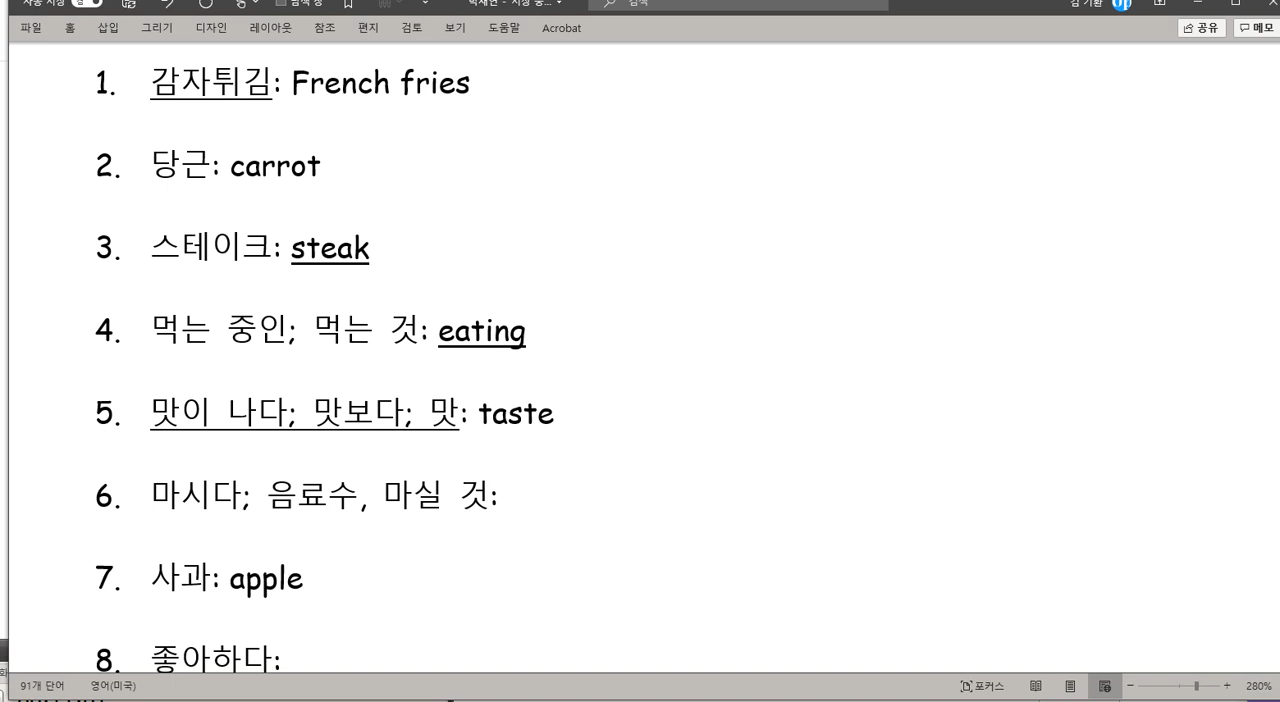 파일 홈 삽입 그리기 디자인 레이아웃 참조 편지 검토 보기 도움말 Acrobat 공유 메모
1. 감자튀김: French fries
2. 당근: carrot
3. 스테이크: steak
4. 먹는 중인; 먹는 것: eating
5. 맛이 나다; 맛보다; 맛: taste
6. 마시다; 음료수, 마실 것:
7. 사과: apple
8. 좋아하다:
91개 단어 영어(미국) 포커스 280%